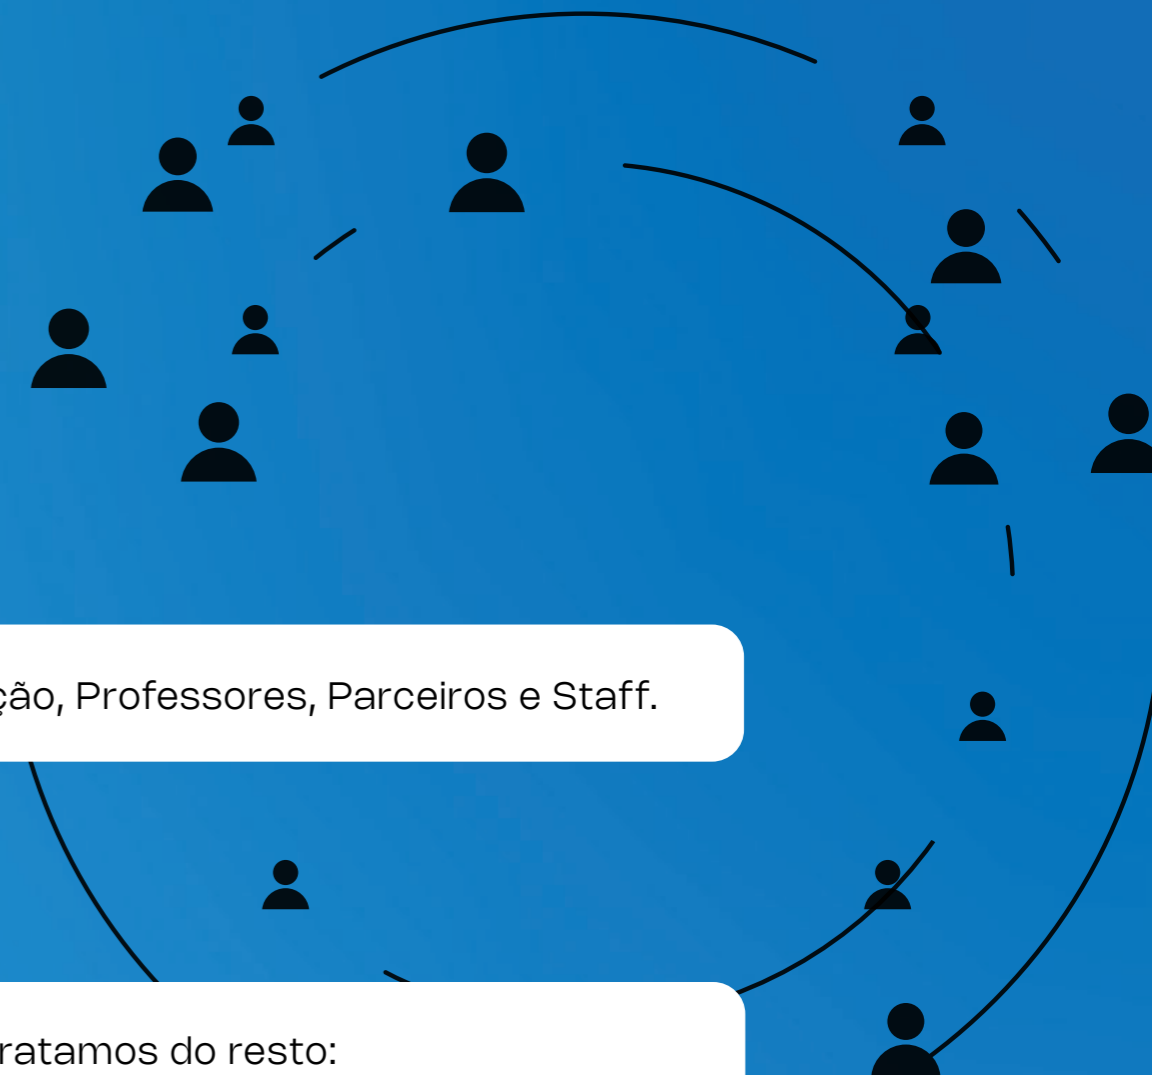 ção, Professores, Parceiros e Staff.
ratamos do resto: